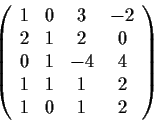 1 0 3 −2
2 1 2 0
0 1 −4 4
1 1 1 2
1 0 1 2